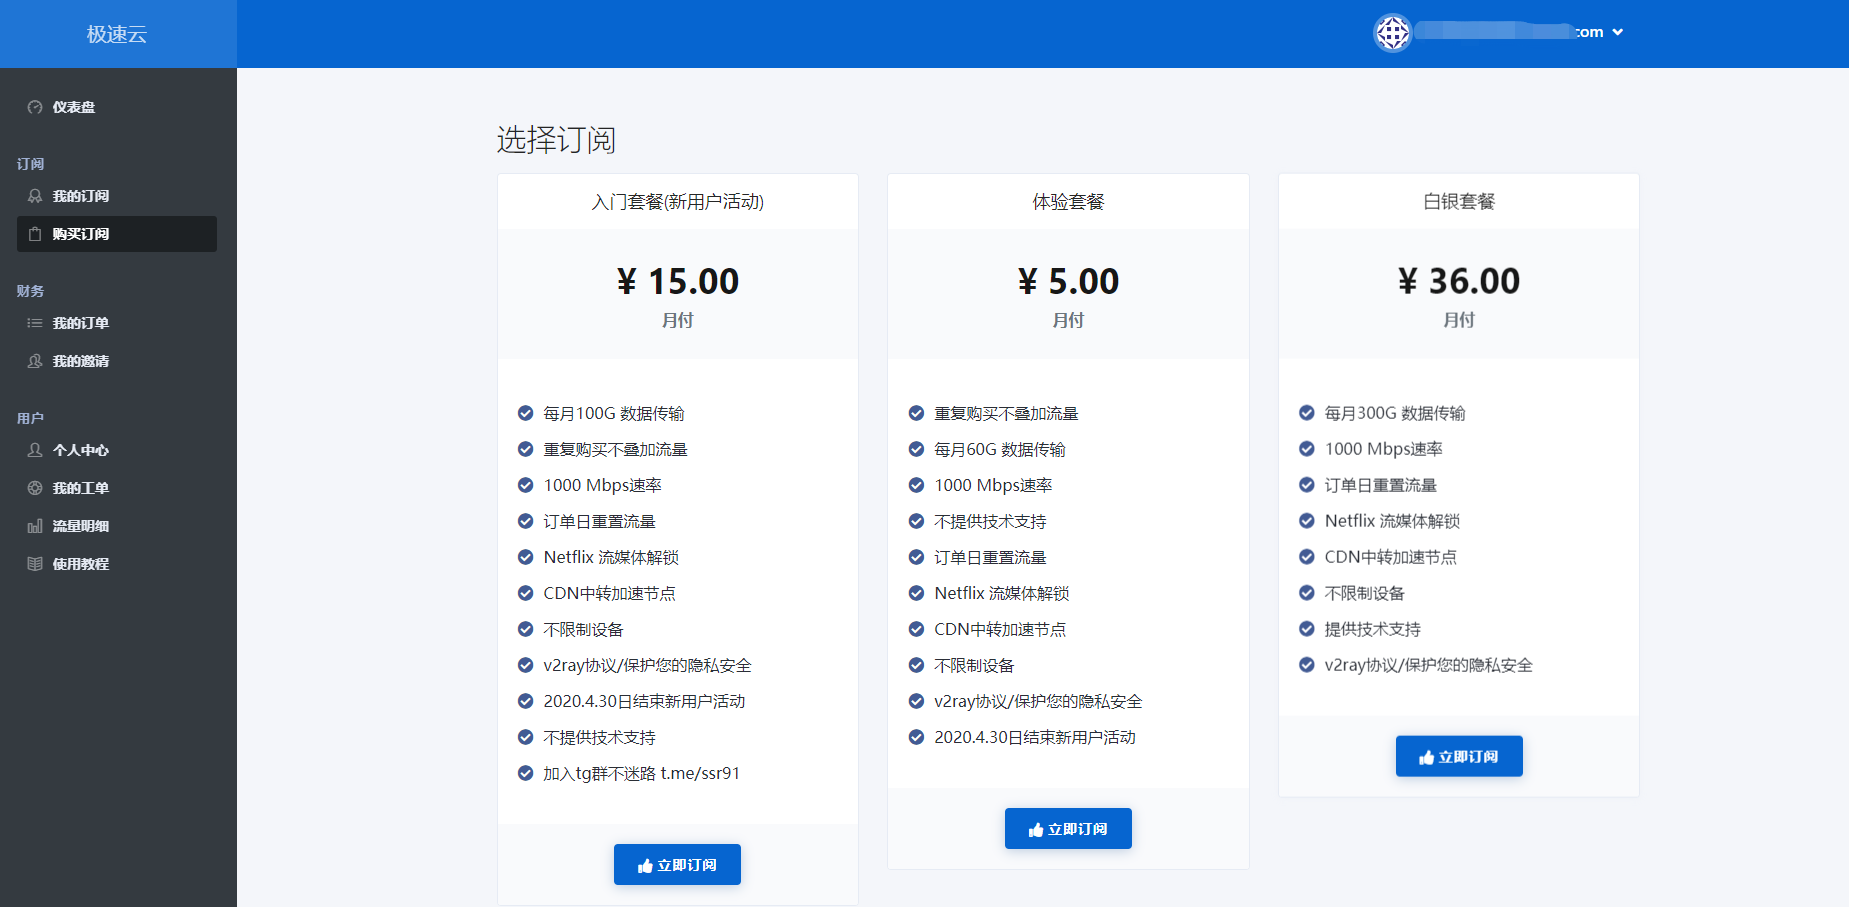 极速云
com
仪表盘
订阅
我的订阅
购买订阅
财务
我的订单
我的邀请
用户
个人中心
我的工单
流量明细
使用教程
选择订阅
入门套餐(新用户活动)
¥ 15.00
月付
每月100G 数据传输
重复购买不叠加流量
1000 Mbps速率
订单日重置流量
Netflix 流媒体解锁
CDN中转加速节点
不限制设备
v2ray协议/保护您的隐私安全
2020.4.30日结束新用户活动
不提供技术支持
加入tg群不迷路 t.me/ssr91
立即订阅
体验套餐
¥ 5.00
月付
重复购买不叠加流量
每月60G 数据传输
1000 Mbps速率
不提供技术支持
订单日重置流量
Netflix 流媒体解锁
CDN中转加速节点
不限制设备
v2ray协议/保护您的隐私安全
2020.4.30日结束新用户活动
立即订阅
白银套餐
¥ 36.00
月付
每月300G 数据传输
1000 Mbps速率
订单日重置流量
Netflix 流媒体解锁
CDN中转加速节点
不限制设备
提供技术支持
v2ray协议/保护您的隐私安全
立即订阅